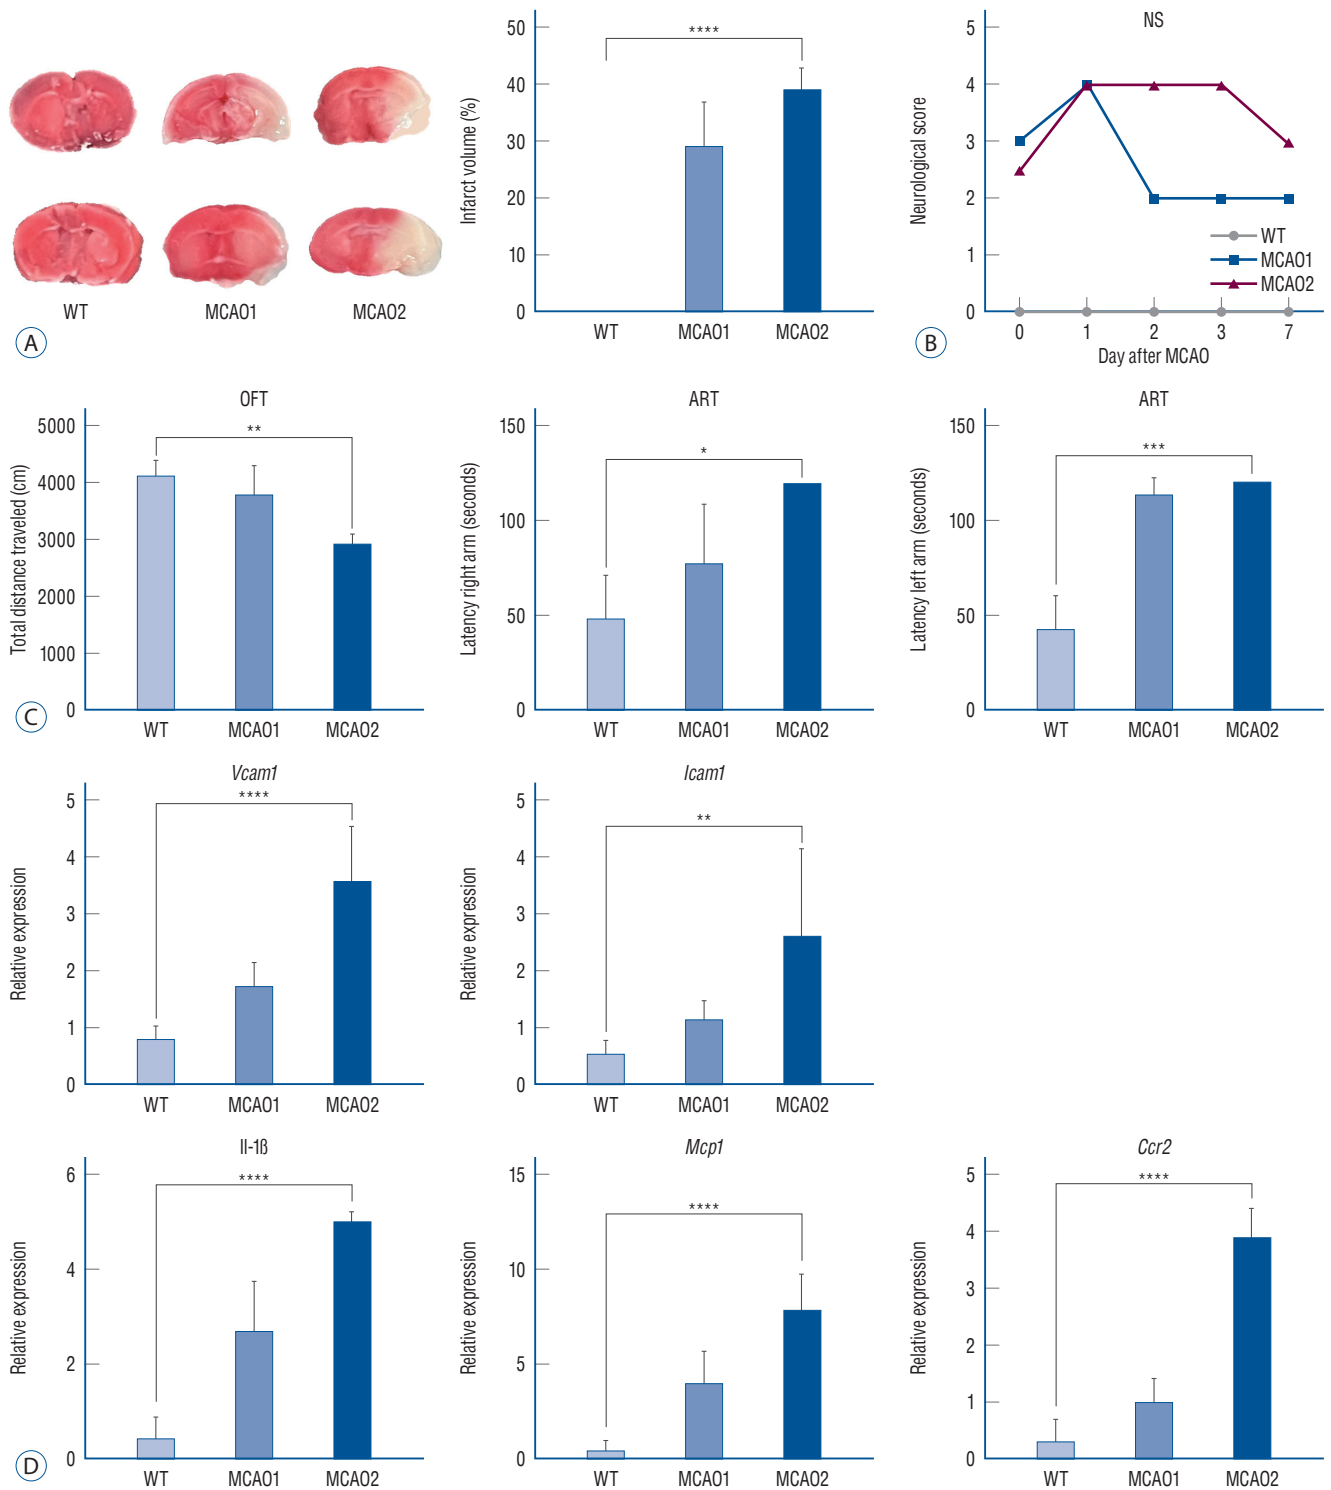 WT
MCAO1
MCAO2
A
50
40
30
20
10
0
Infarct volume (%)
****
WT
MCAO1
MCAO2
NS
5
4
3
2
1
0
Neurological score
WT
MCAO1
MCAO2
0
1
2
3
7
Day after MCAO
B
OFT
5000
4000
3000
2000
1000
0
Total distance traveled (cm)
**
WT
MCAO1
MCAO2
C
ART
150
100
50
0
Latency right arm (seconds)
*
WT
MCAO1
MCAO2
ART
150
100
50
0
Latency left arm (seconds)
***
WT
MCAO1
MCAO2
Vcam1
5
4
3
2
1
0
Relative expression
****
WT
MCAO1
MCAO2
Icam1
5
4
3
2
1
0
Relative expression
**
WT
MCAO1
MCAO2
Il-1ß
6
4
2
0
Relative expression
****
WT
MCAO1
MCAO2
D
Mcp1
15
10
5
0
Relative expression
****
WT
MCAO1
MCAO2
Ccr2
5
4
3
2
1
0
Relative expression
****
WT
MCAO1
MCAO2